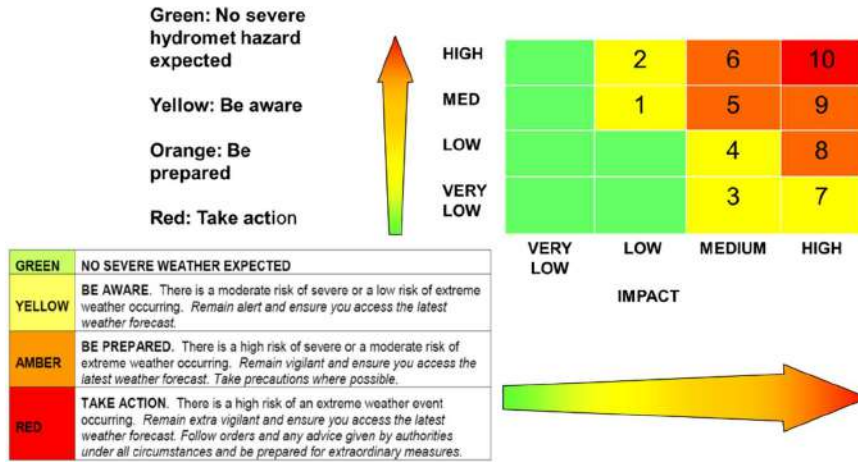 Green: No severe
hydromet hazard
expected
Yellow: Be aware
Orange: Be
prepared
Red: Take action
HIGH
2
6
10
MED
1
5
9
LOW
4
8
VERY
LOW
3
7
VERY
LOW
LOW
MEDIUM
HIGH
IMPACT
GREEN
NO SEVERE WEATHER EXPECTED
YELLOW
BE AWARE. There is a moderate risk of severe or a low risk of extreme
weather occurring. Remain alert and ensure you access the latest
weather forecast.
AMBER
BE PREPARED. There is a high risk of severe or a moderate risk of
extreme weather occurring. Remain vigilant and ensure you access the
latest weather forecast. Take precautions where possible.
RED
TAKE ACTION. There is a high risk of an extreme weather event
occurring. Remain extra vigilant and ensure you access the latest
weather forecast. Follow orders and any advice given by authorities
under all circumstances and be prepared for extraordinary measures.